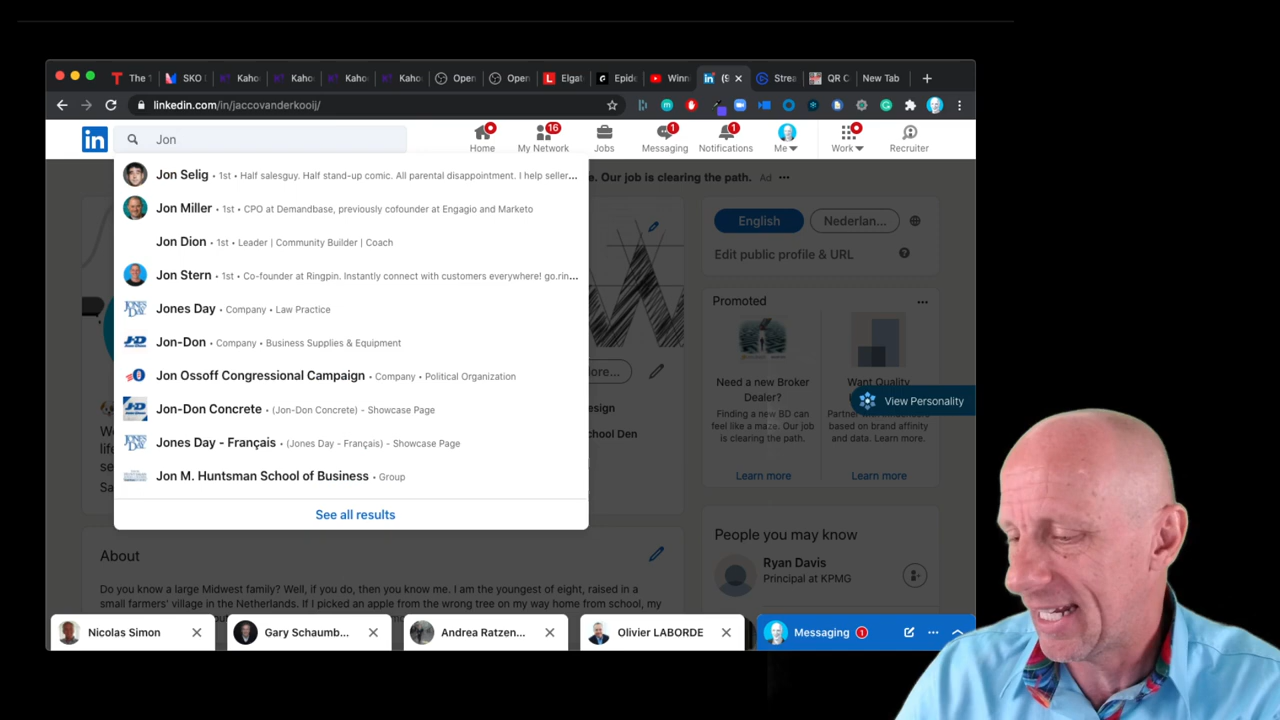 The 1
SKO
Kaho
Kaho
Kaho
Kaho
Open
Open
Elgat
Epide
Winn
(9
Strea
QR C
New Tab
linkedin.com/in/jaccovanderkooij/
in
Jon
Home
16
My Network
Jobs
1
Messaging
1
Notifications
Me
Work
Recruiter
Jon Selig • 1st • Half salesguy. Half stand-up comic. All parental disappointment. I help seller...
e. Our job is clearing the path. Ad •••
Jon Miller • 1st • CPO at Demandbase, previously cofounder at Engagio and Marketo
Jon Dion • 1st • Leader | Community Builder | Coach
Jon Stern • 1st • Co-founder at Ringpin. Instantly connect with customers everywhere! go.rin...
Jones Day • Company • Law Practice
Jon-Don • Company • Business Supplies & Equipment
Jon Ossoff Congressional Campaign • Company • Political Organization
Jon-Don Concrete • (Jon-Don Concrete) • Showcase Page
Jones Day - Français • (Jones Day - Français) • Showcase Page
Jon M. Huntsman School of Business • Group
See all results
ore...
esign
chool Den
We
life
se
Sa
English
Nederlan...
Edit public profile & URL
Promoted
Need a new Broker
Dealer?
Finding a new BD can
feel like a maze. Our job
is clearing the path.
Learn more
Want Quality
Partner with
based on brand affinity
and data. Learn more.
Learn more
View Personality
About
Do you know a large Midwest family? Well, if you do, then you know me. I am the youngest of eight, raised in a
small farmers' village in the Netherlands. If I picked an apple from the wrong tree on my way home from school, my
People you may know
Ryan Davis
Principal at KPMG
Nicolas Simon
Gary Schaumb...
Andrea Ratzen...
Olivier LABORDE
Messaging 1